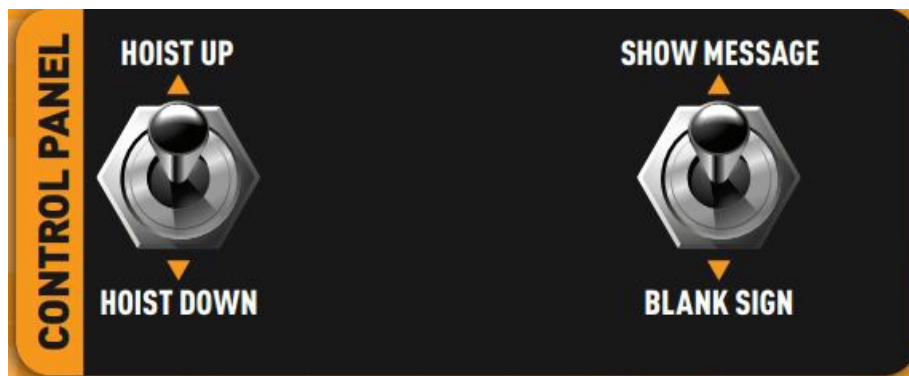 CONTROL PANEL
HOIST UP
SHOW MESSAGE
HOIST DOWN
BLANK SIGN